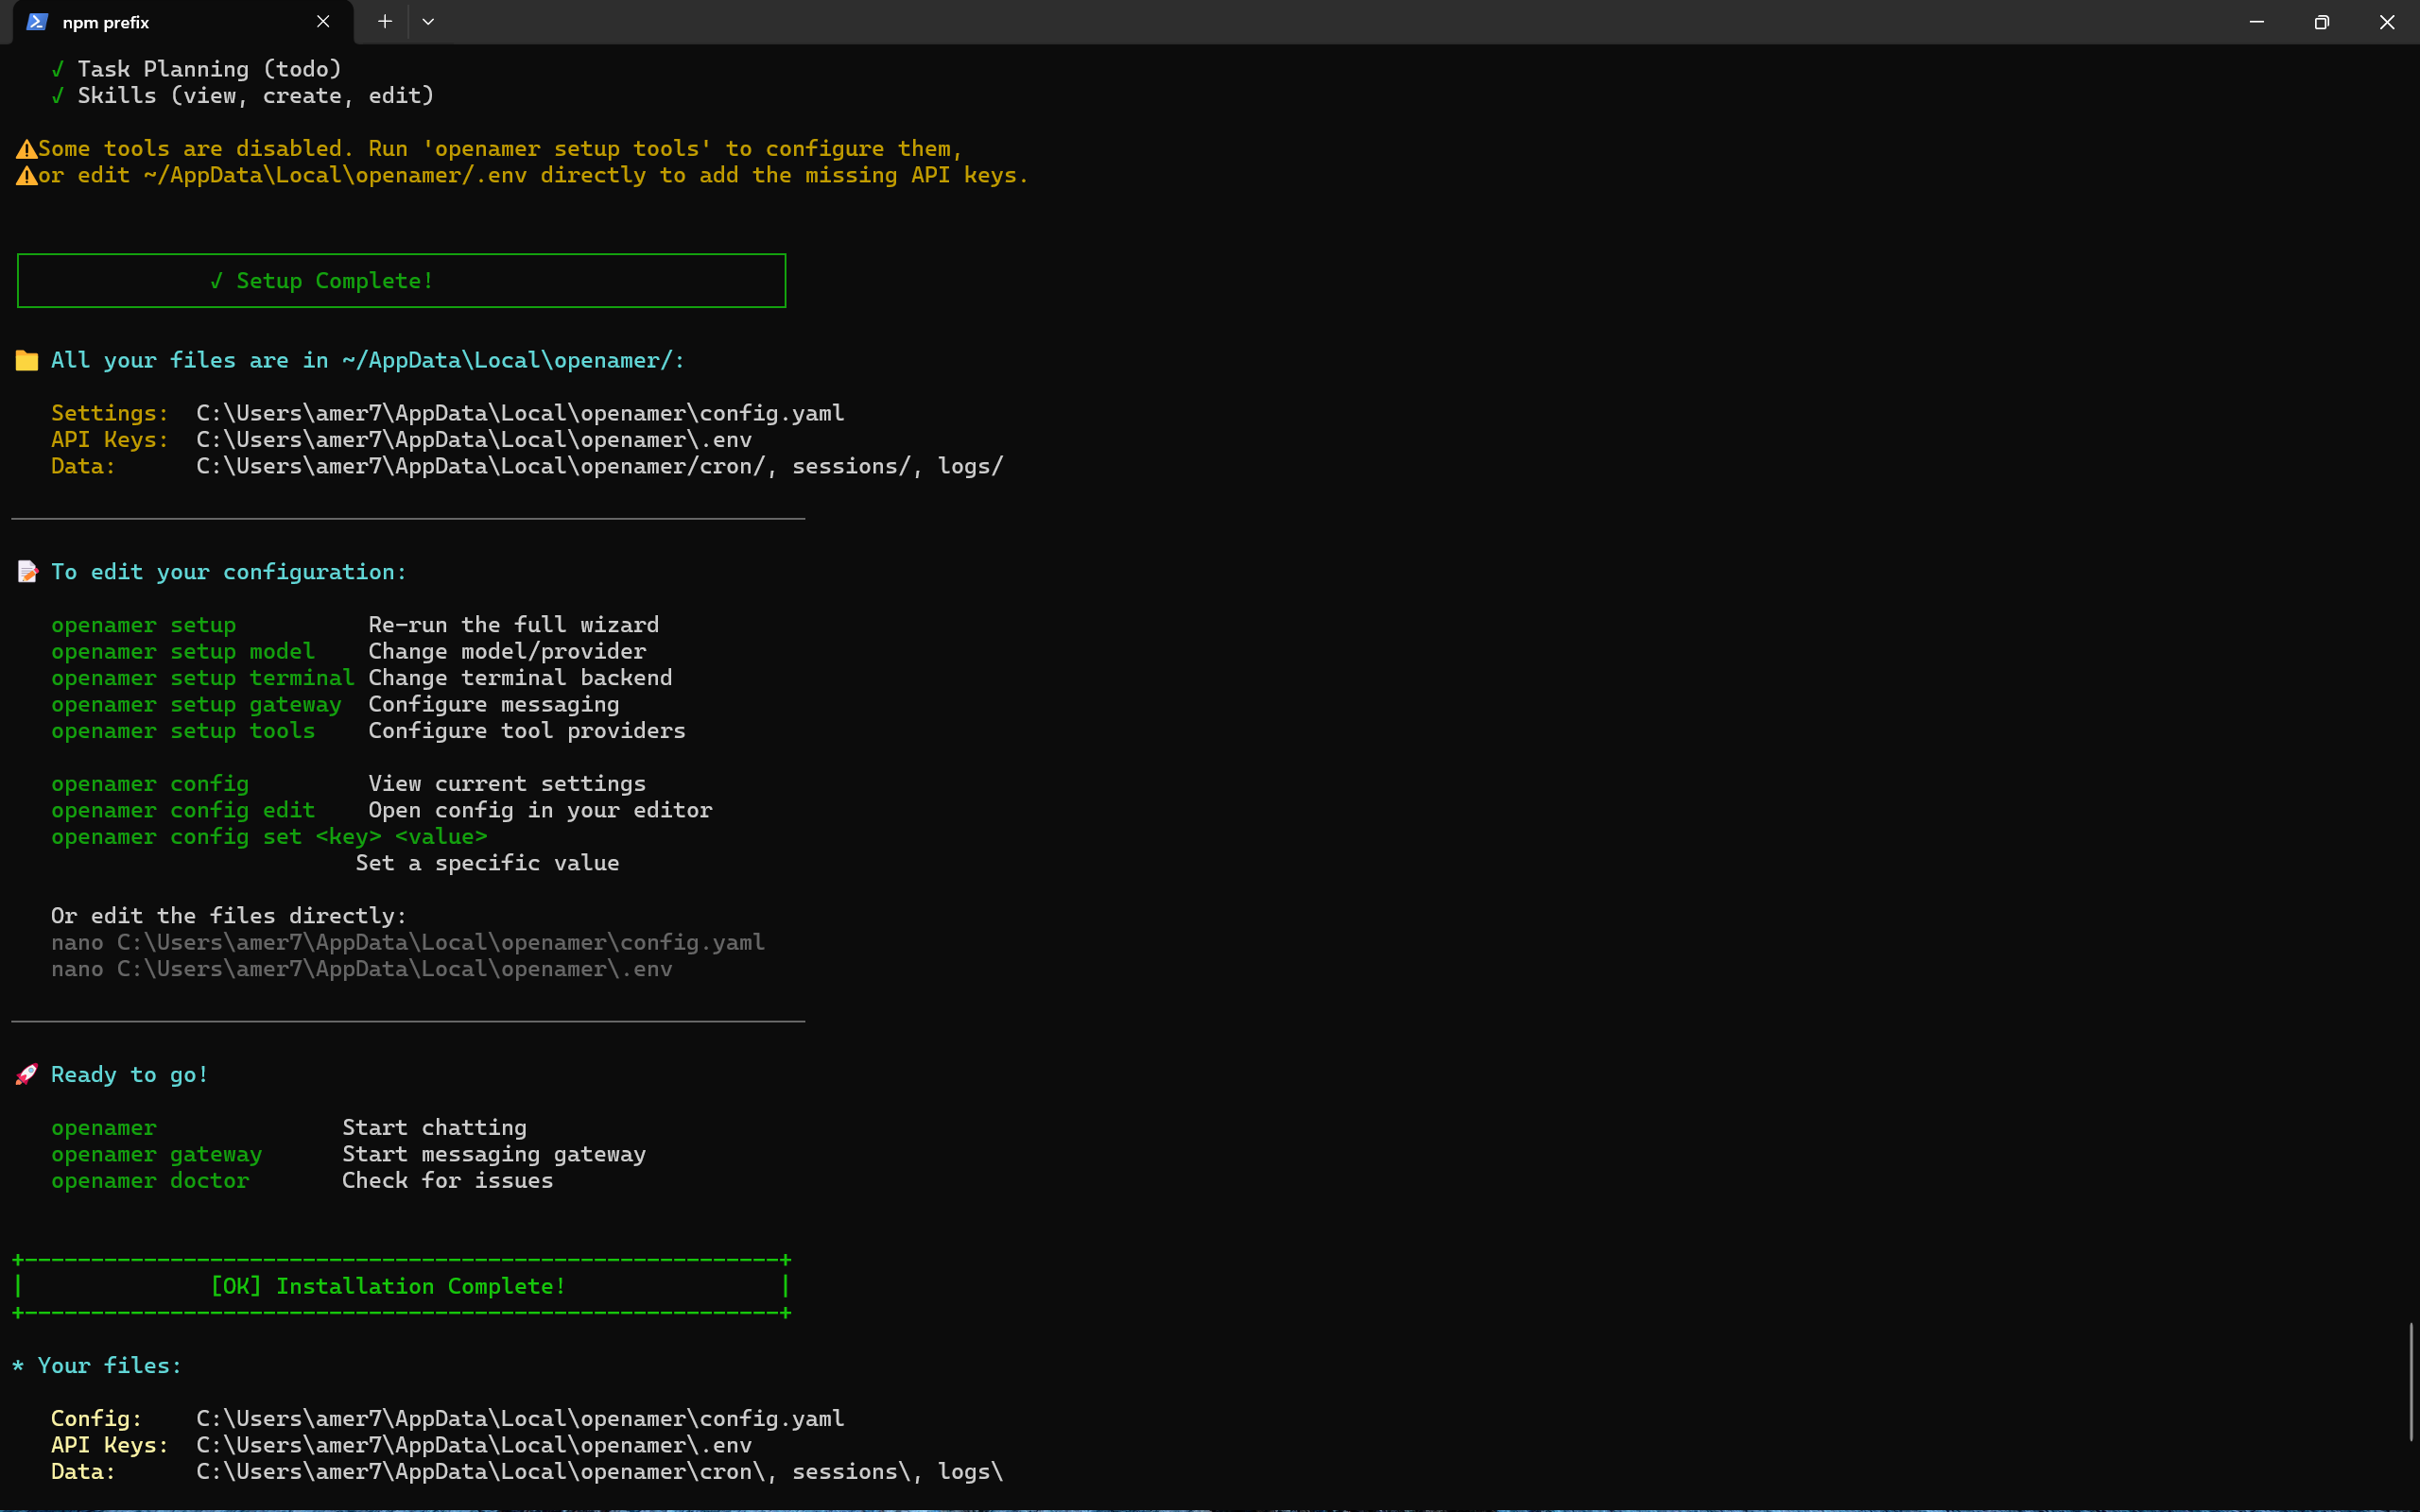 npm prefix
✓ Task Planning (todo)
✓ Skills (view, create, edit)
⚠Some tools are disabled. Run 'openamer setup tools' to configure them,
⚠or edit ~/AppData\Local\openamer/.env directly to add the missing API keys.
✓ Setup Complete!
📁 All your files are in ~/AppData\Local\openamer/:
Settings:  C:\Users\amer7\AppData\Local\openamer\config.yaml
API Keys:  C:\Users\amer7\AppData\Local\openamer\.env
Data:      C:\Users\amer7\AppData\Local\openamer/cron/, sessions/, logs/
📝 To edit your configuration:
openamer setup          Re-run the full wizard
openamer setup model    Change model/provider
openamer setup terminal Change terminal backend
openamer setup gateway  Configure messaging
openamer setup tools    Configure tool providers
openamer config         View current settings
openamer config edit    Open config in your editor
openamer config set <key> <value>
Set a specific value
Or edit the files directly:
nano C:\Users\amer7\AppData\Local\openamer\config.yaml
nano C:\Users\amer7\AppData\Local\openamer\.env
🚀 Ready to go!
openamer              Start chatting
openamer gateway      Start messaging gateway
openamer doctor       Check for issues
[OK] Installation Complete!
* Your files:
Config:    C:\Users\amer7\AppData\Local\openamer\config.yaml
API Keys:  C:\Users\amer7\AppData\Local\openamer\.env
Data:      C:\Users\amer7\AppData\Local\openamer\cron\, sessions\, logs\